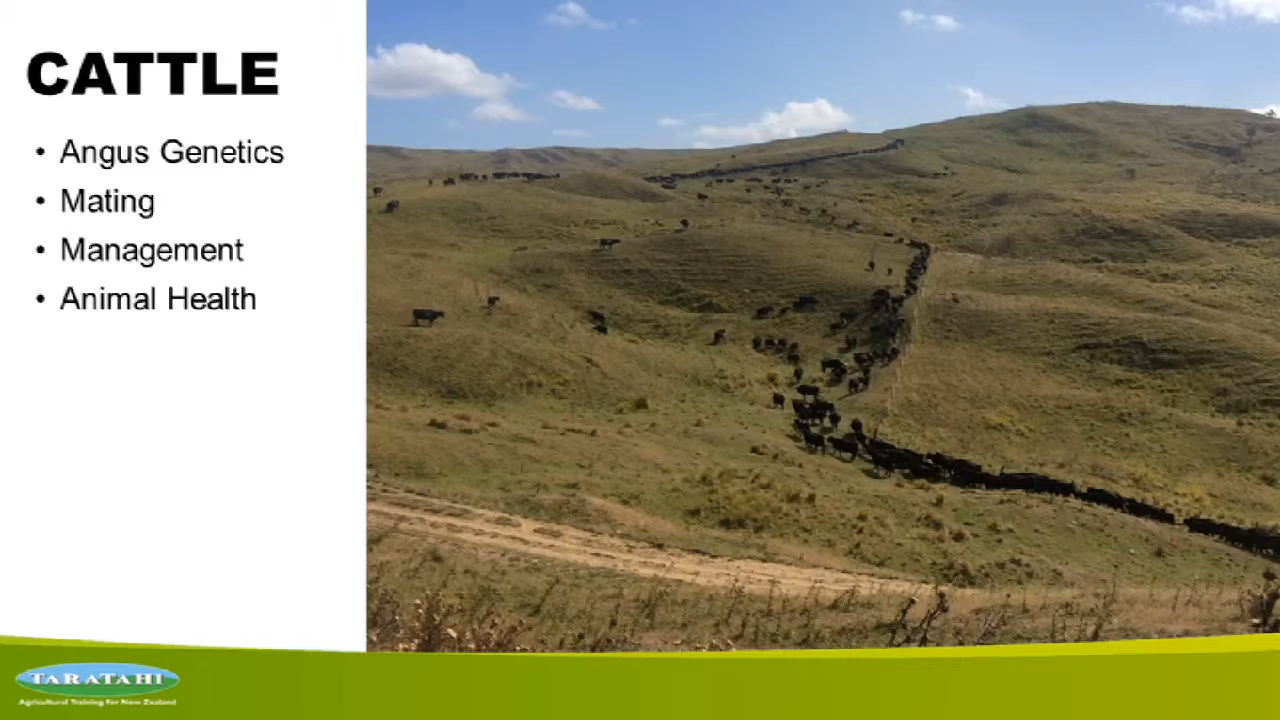 CATTLE
• Angus Genetics
• Mating
• Management
• Animal Health
TARATAHI
Agricultural Training for New Zealand